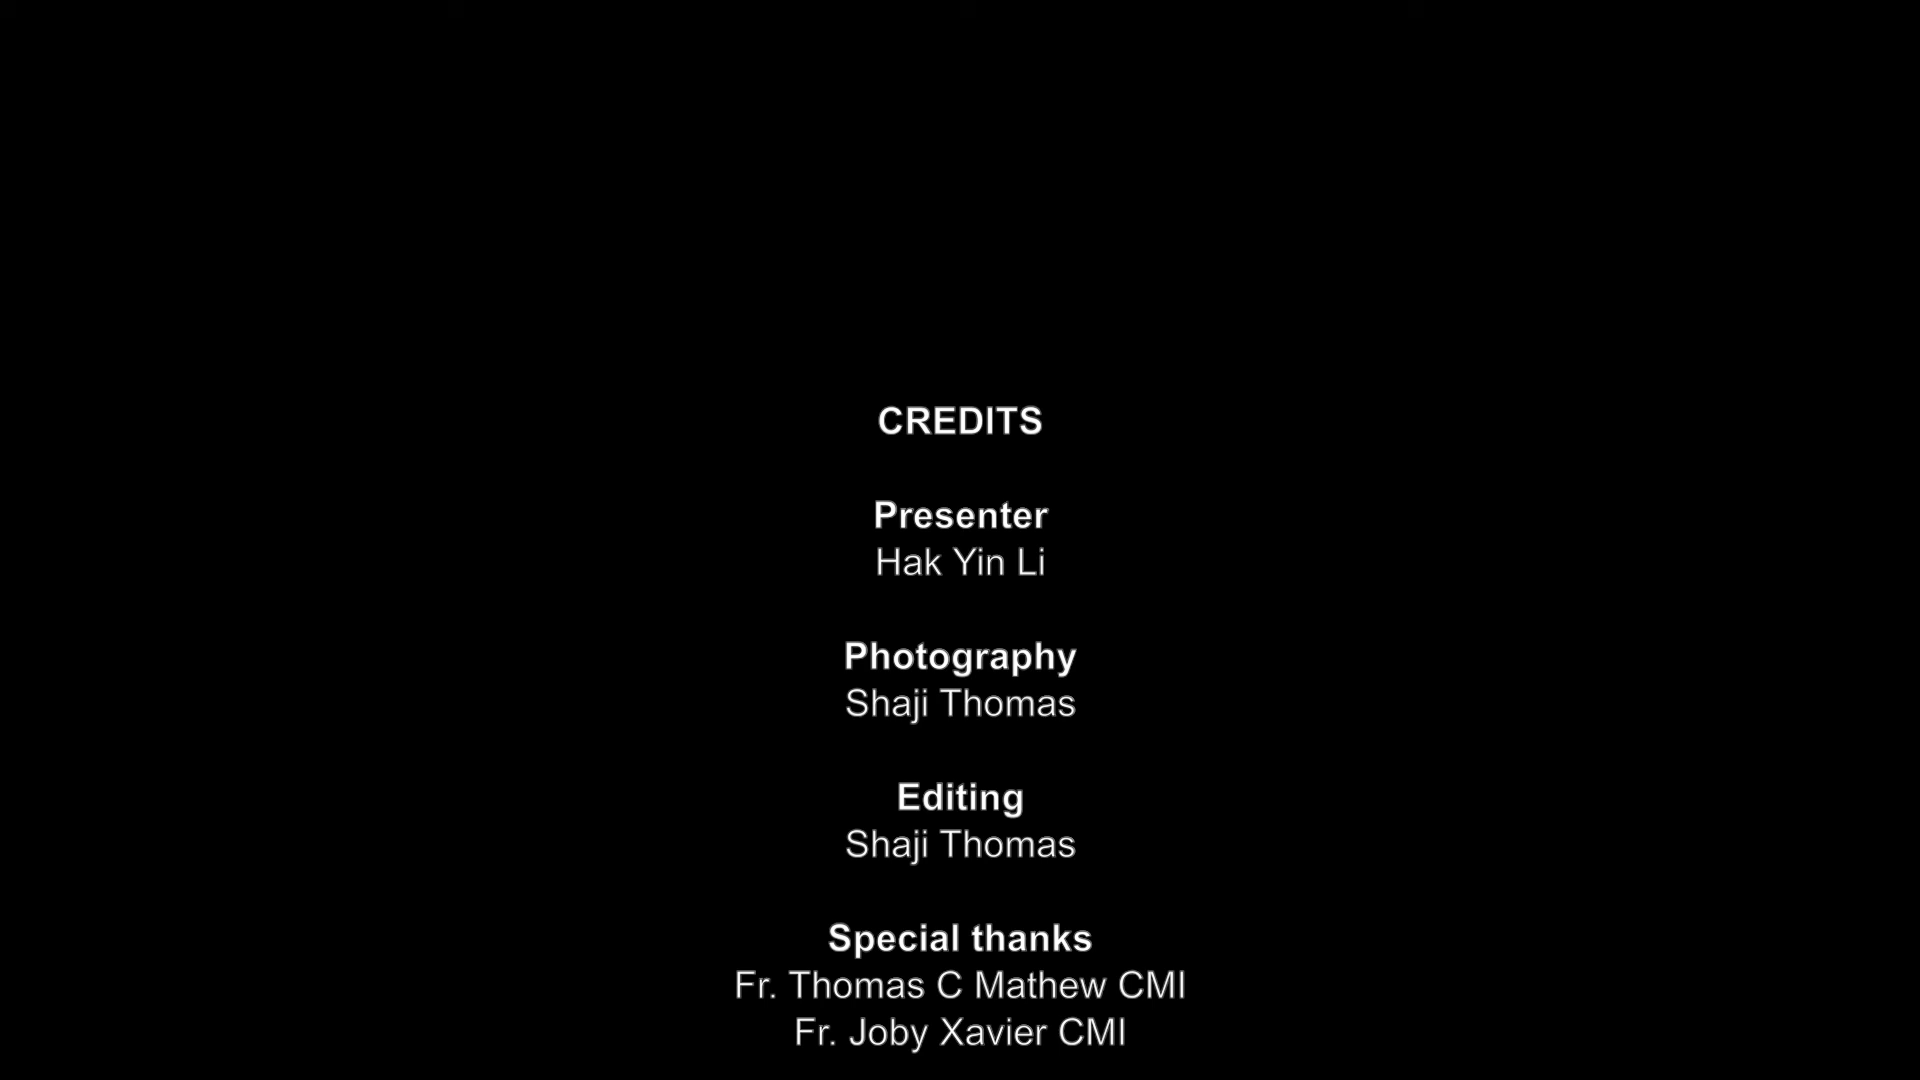 CREDITS
Presenter
Hak Yin Li
Photography
Shaji Thomas
Editing
Shaji Thomas
Special thanks
Fr. Thomas C Mathew CMI
Fr. Joby Xavier CMI